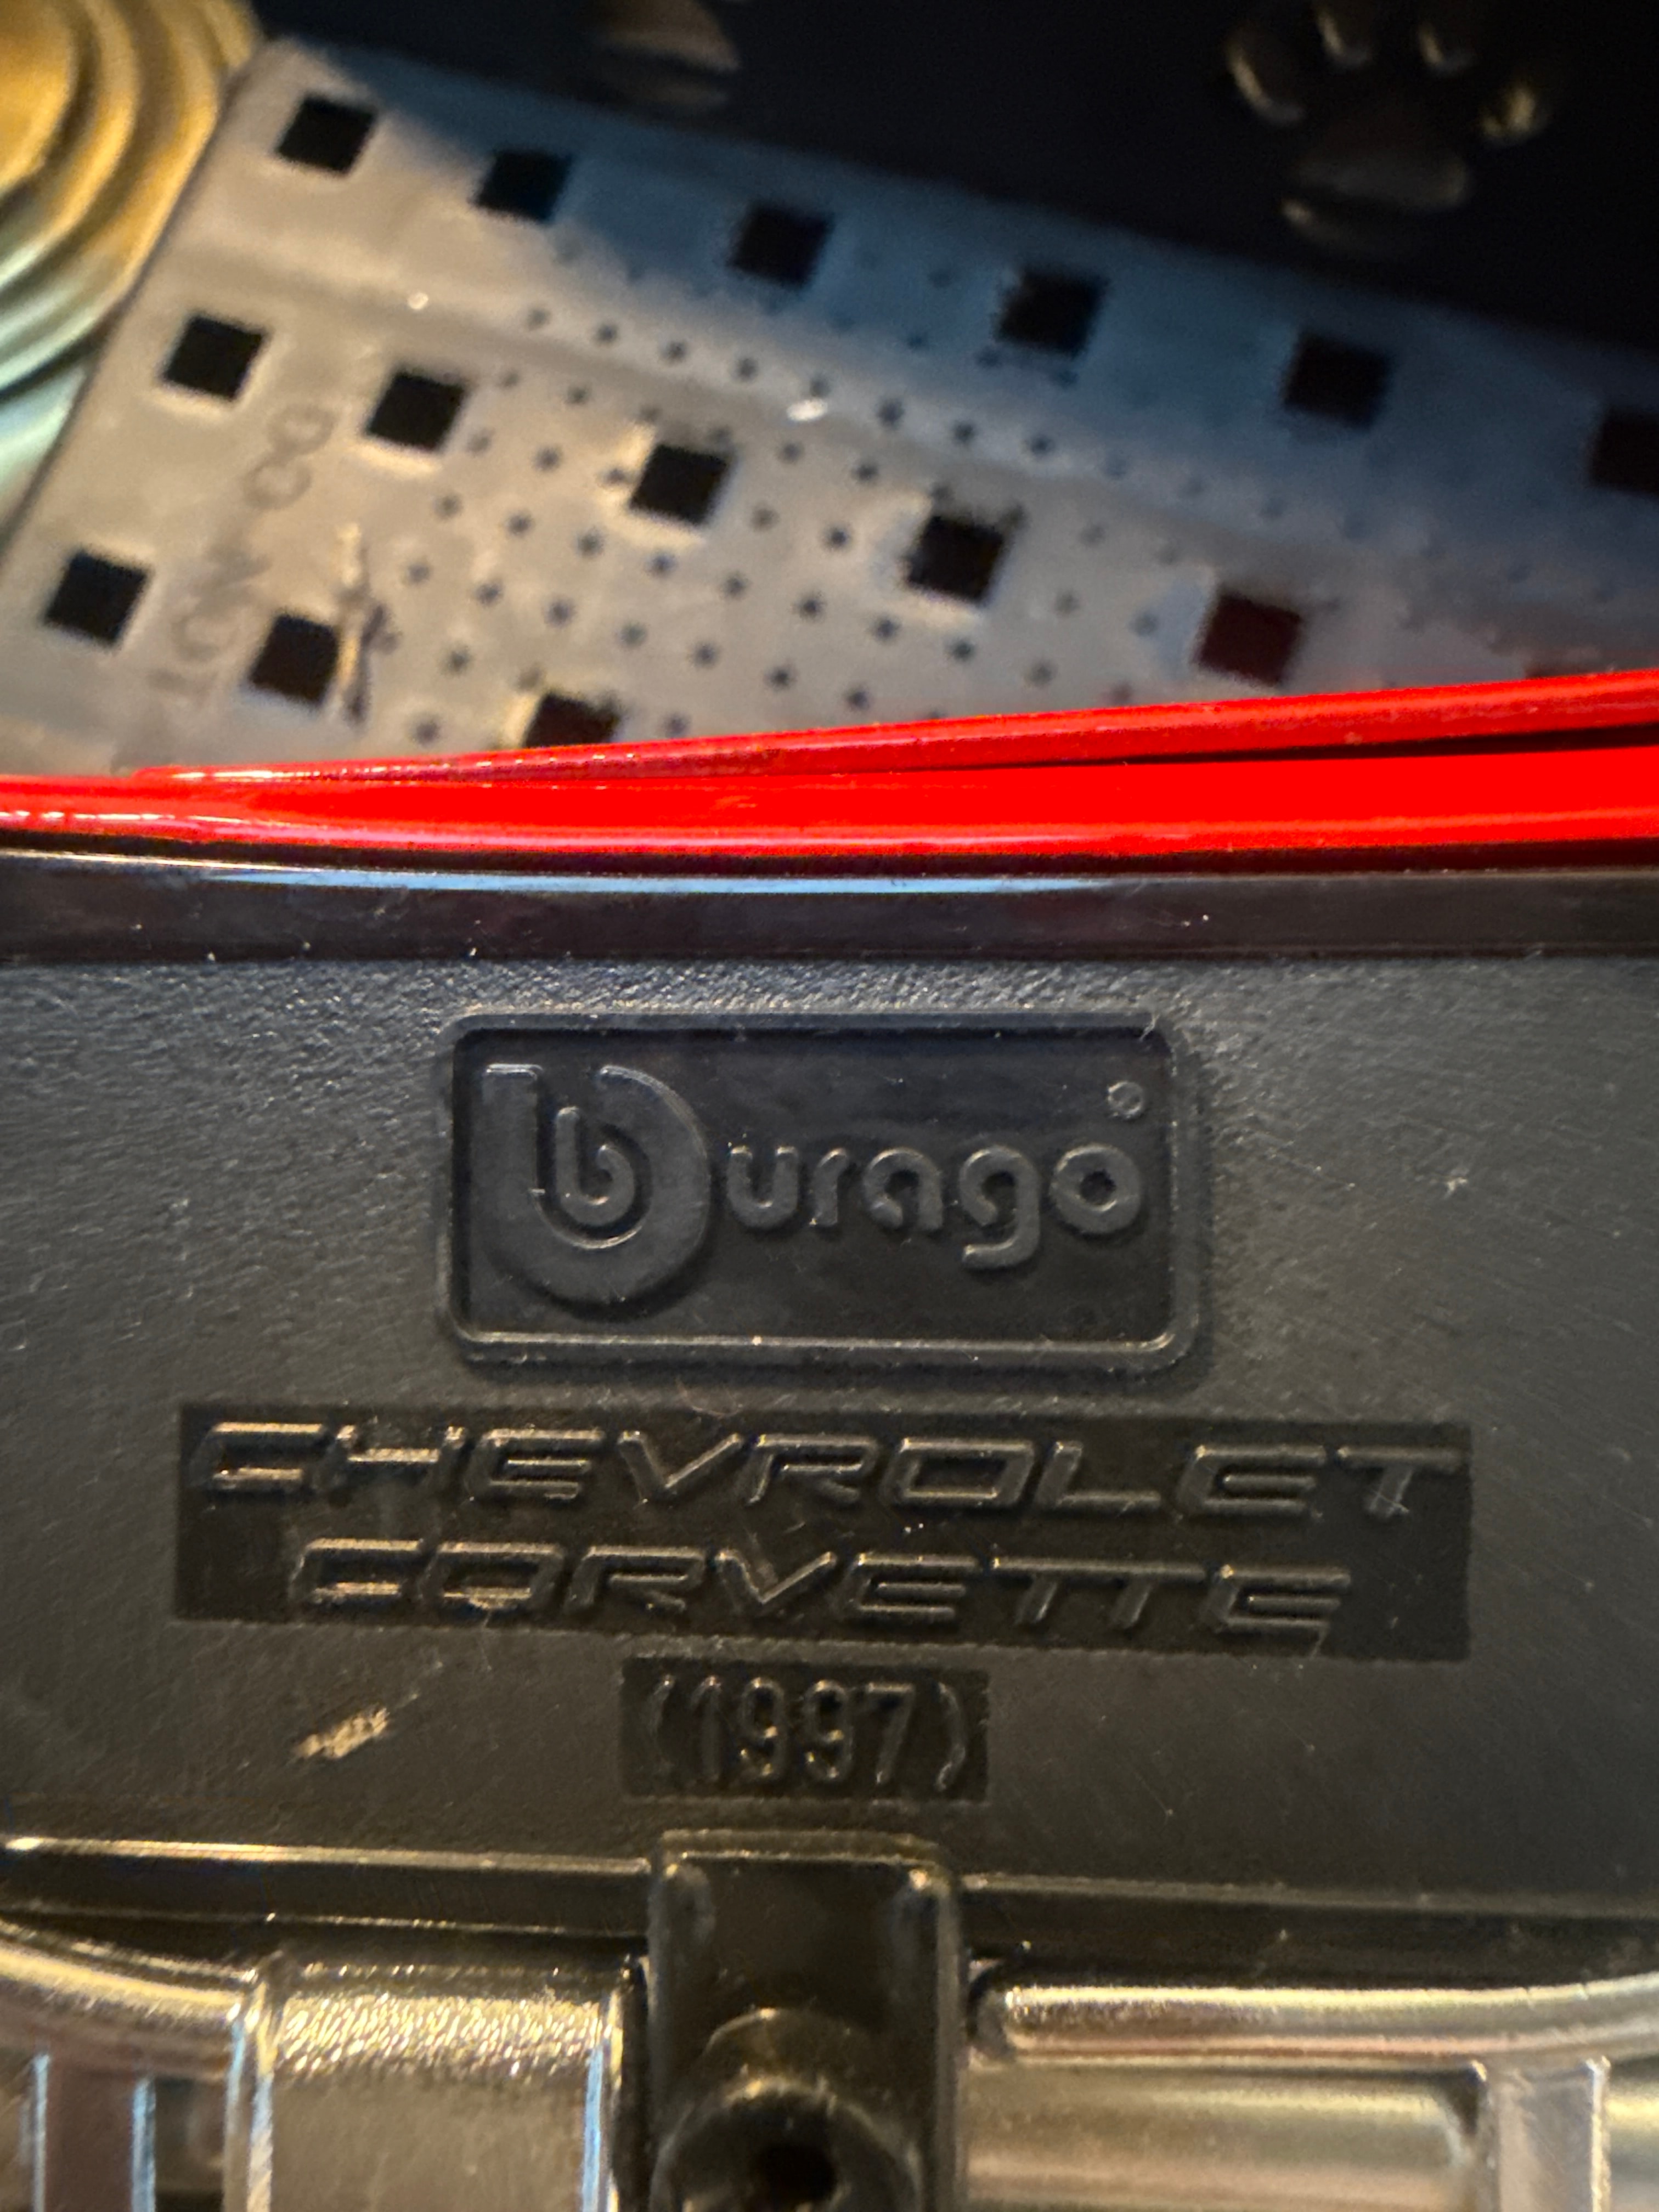 burago
CHEVROLET
CORVETTE
(1997)